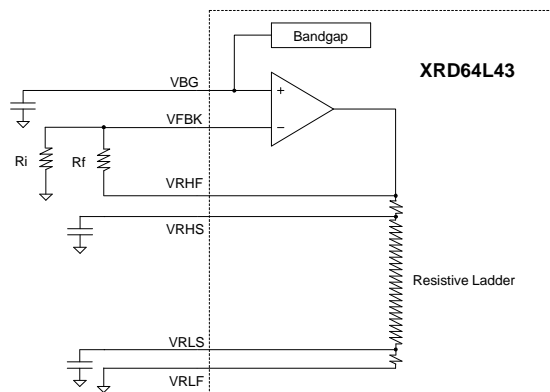 Bandgap
XRD64L43
VBG
+
VFBK
−
Ri
Rf
VRHF
VRHS
Resistive Ladder
VRLS
VRLF